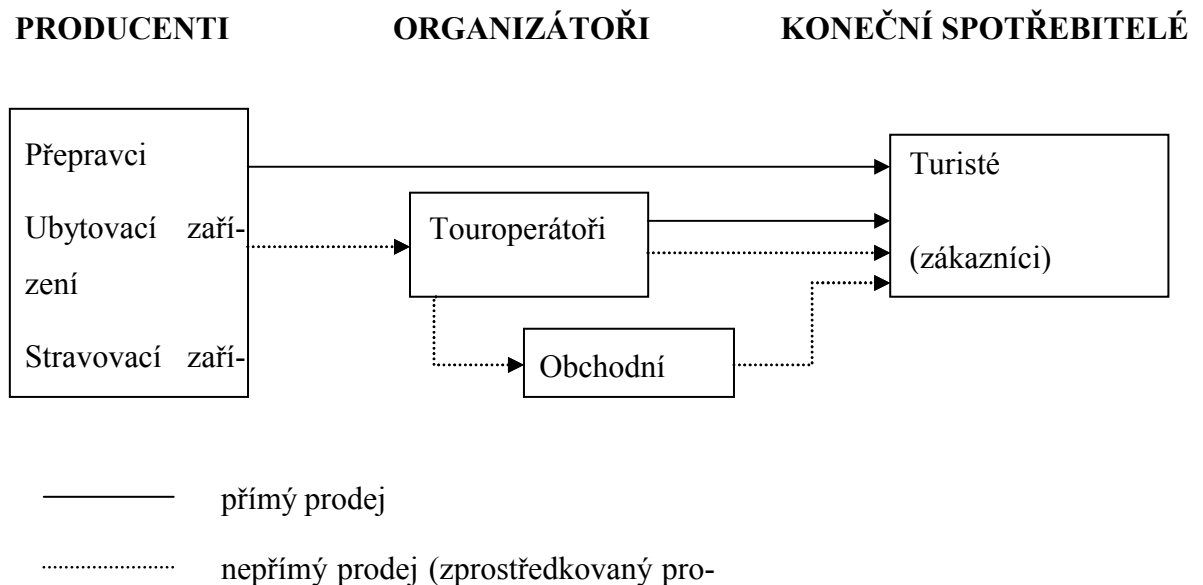 PRODUCENTI ORGANIZÁTOŘI KONEČNÍ SPOTŘEBITELÉ
Přepravci
Ubytovací zaří-
zení
Stravovací zaří-
Touroperátoři
Obchodní
Turisté
(zákazníci)
přímý prodej
nepřímý prodej (zprostředkovaný pro-